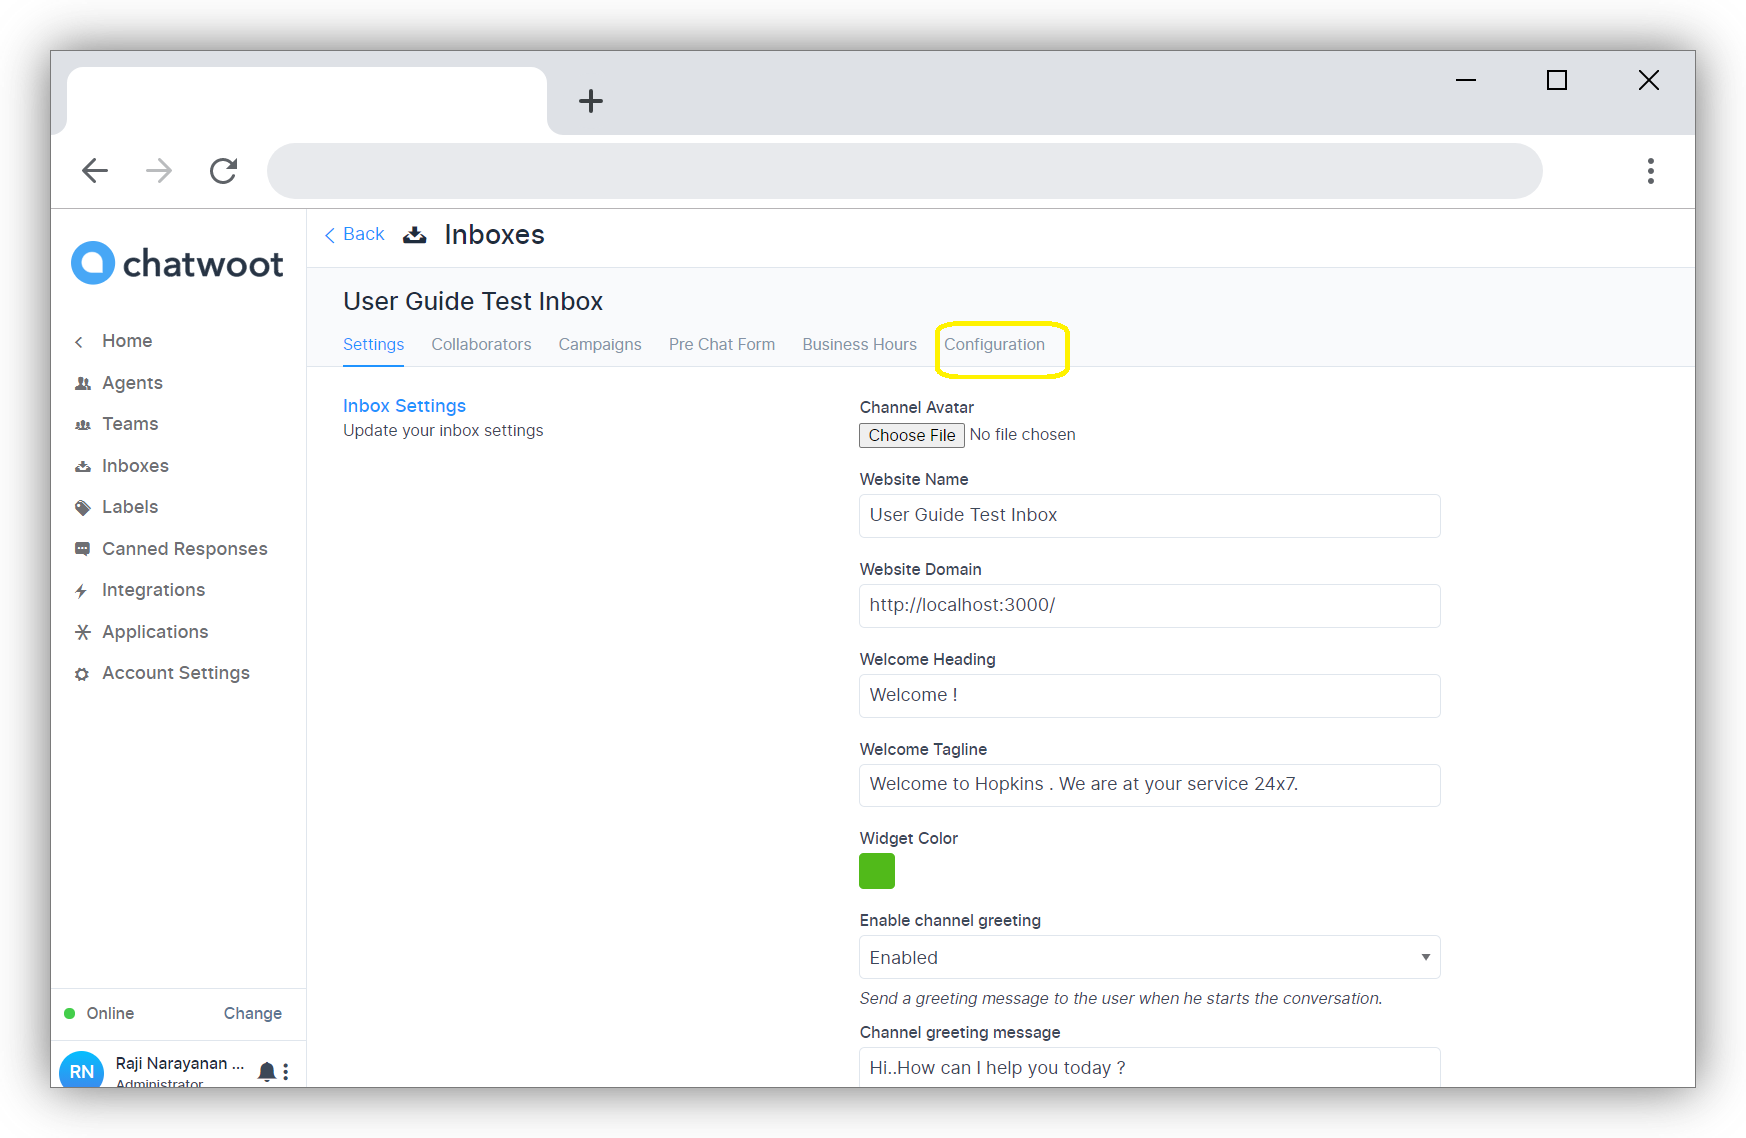 chatwoot
Home
Agents
Teams
Inboxes
Labels
Canned Responses
Integrations
Applications
Account Settings
Online Change
RN Raji Narayanan ...
Administrator
Back Inboxes
User Guide Test Inbox
Settings Collaborators Campaigns Pre Chat Form Business Hours Configuration
Inbox Settings
Update your inbox settings
Channel Avatar
Choose File No file chosen
Website Name
User Guide Test Inbox
Website Domain
http://localhost:3000/
Welcome Heading
Welcome !
Welcome Tagline
Welcome to Hopkins . We are at your service 24x7.
Widget Color
Enable channel greeting
Enabled
Send a greeting message to the user when he starts the conversation.
Channel greeting message
Hi..How can I help you today ?